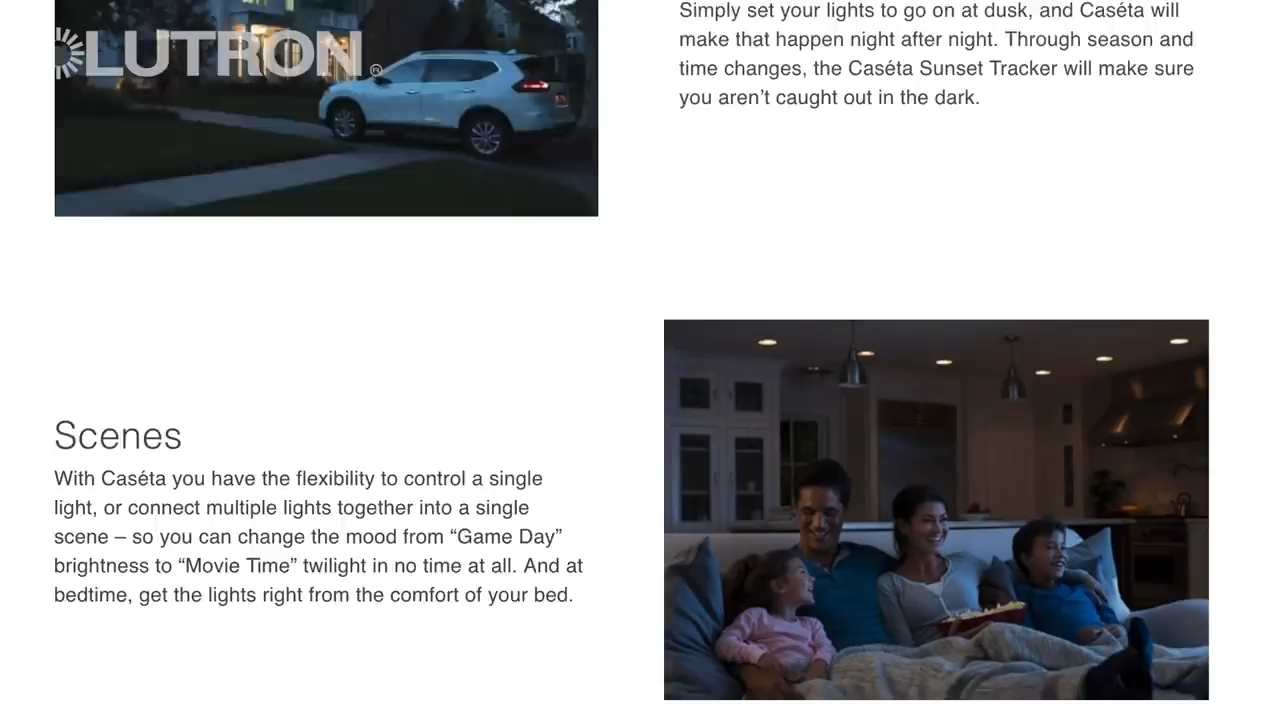 LUTRON®
Simply set your lights to go on at dusk, and Caséta will
make that happen night after night. Through season and
time changes, the Caséta Sunset Tracker will make sure
you aren’t caught out in the dark.
Scenes
With Caséta you have the flexibility to control a single
light, or connect multiple lights together into a single
scene – so you can change the mood from “Game Day”
brightness to “Movie Time” twilight in no time at all. And at
bedtime, get the lights right from the comfort of your bed.